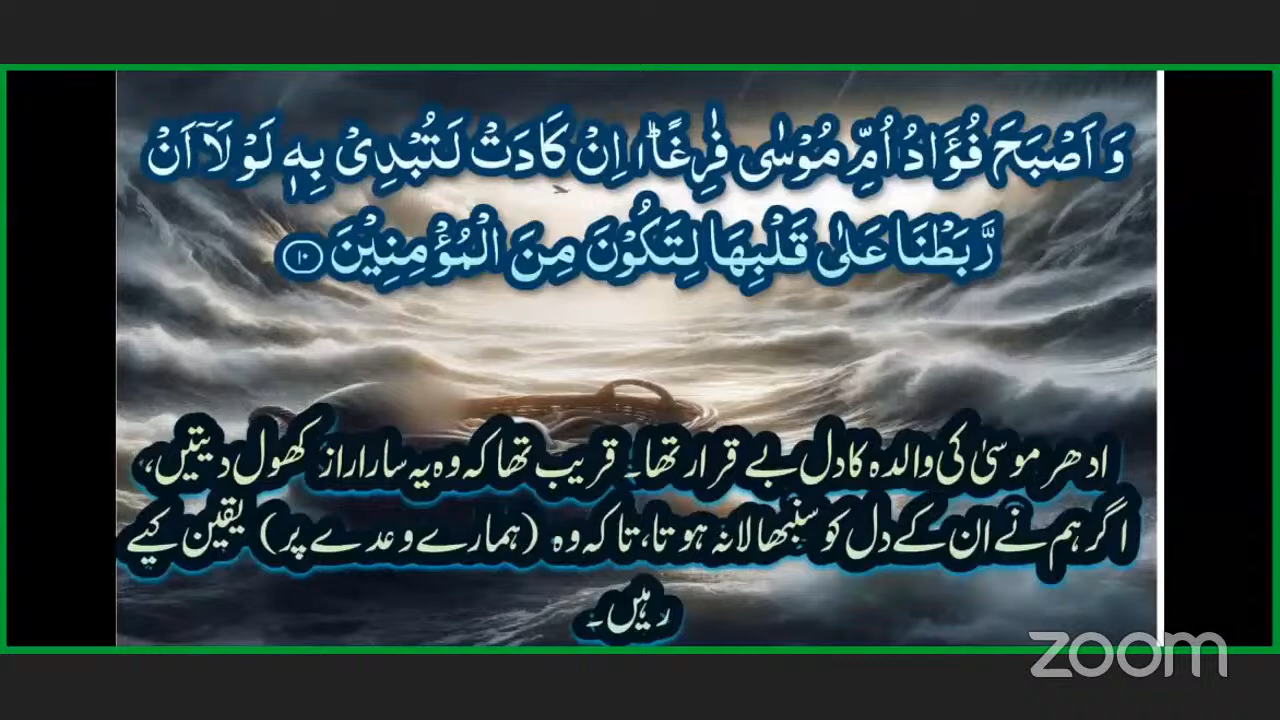 وَ اَصْبَحَ فُؤَادُ اُمِّ مُوْسٰى فٰرِغًاؕ اِنْ كَادَتْ لَتُبْدِیْ بِهٖ لَوْ لَاۤ اَنْ
رَّبَطْنَا عَلٰى قَلْبِهَا لِتَكُوْنَ مِنَ الْمُؤْمِنِیْنَ ۝۱۰
ادھر موسیٰ کی والدہ کا دل بے قرار تھا۔ قریب تھا کہ وہ یہ سارا راز کھول دیتیں،
اگر ہم نے ان کے دل کو سنبھالا نہ ہوتا، تاکہ وہ (ہمارے وعدے پر) یقین کیے
رہیں۔
zoom